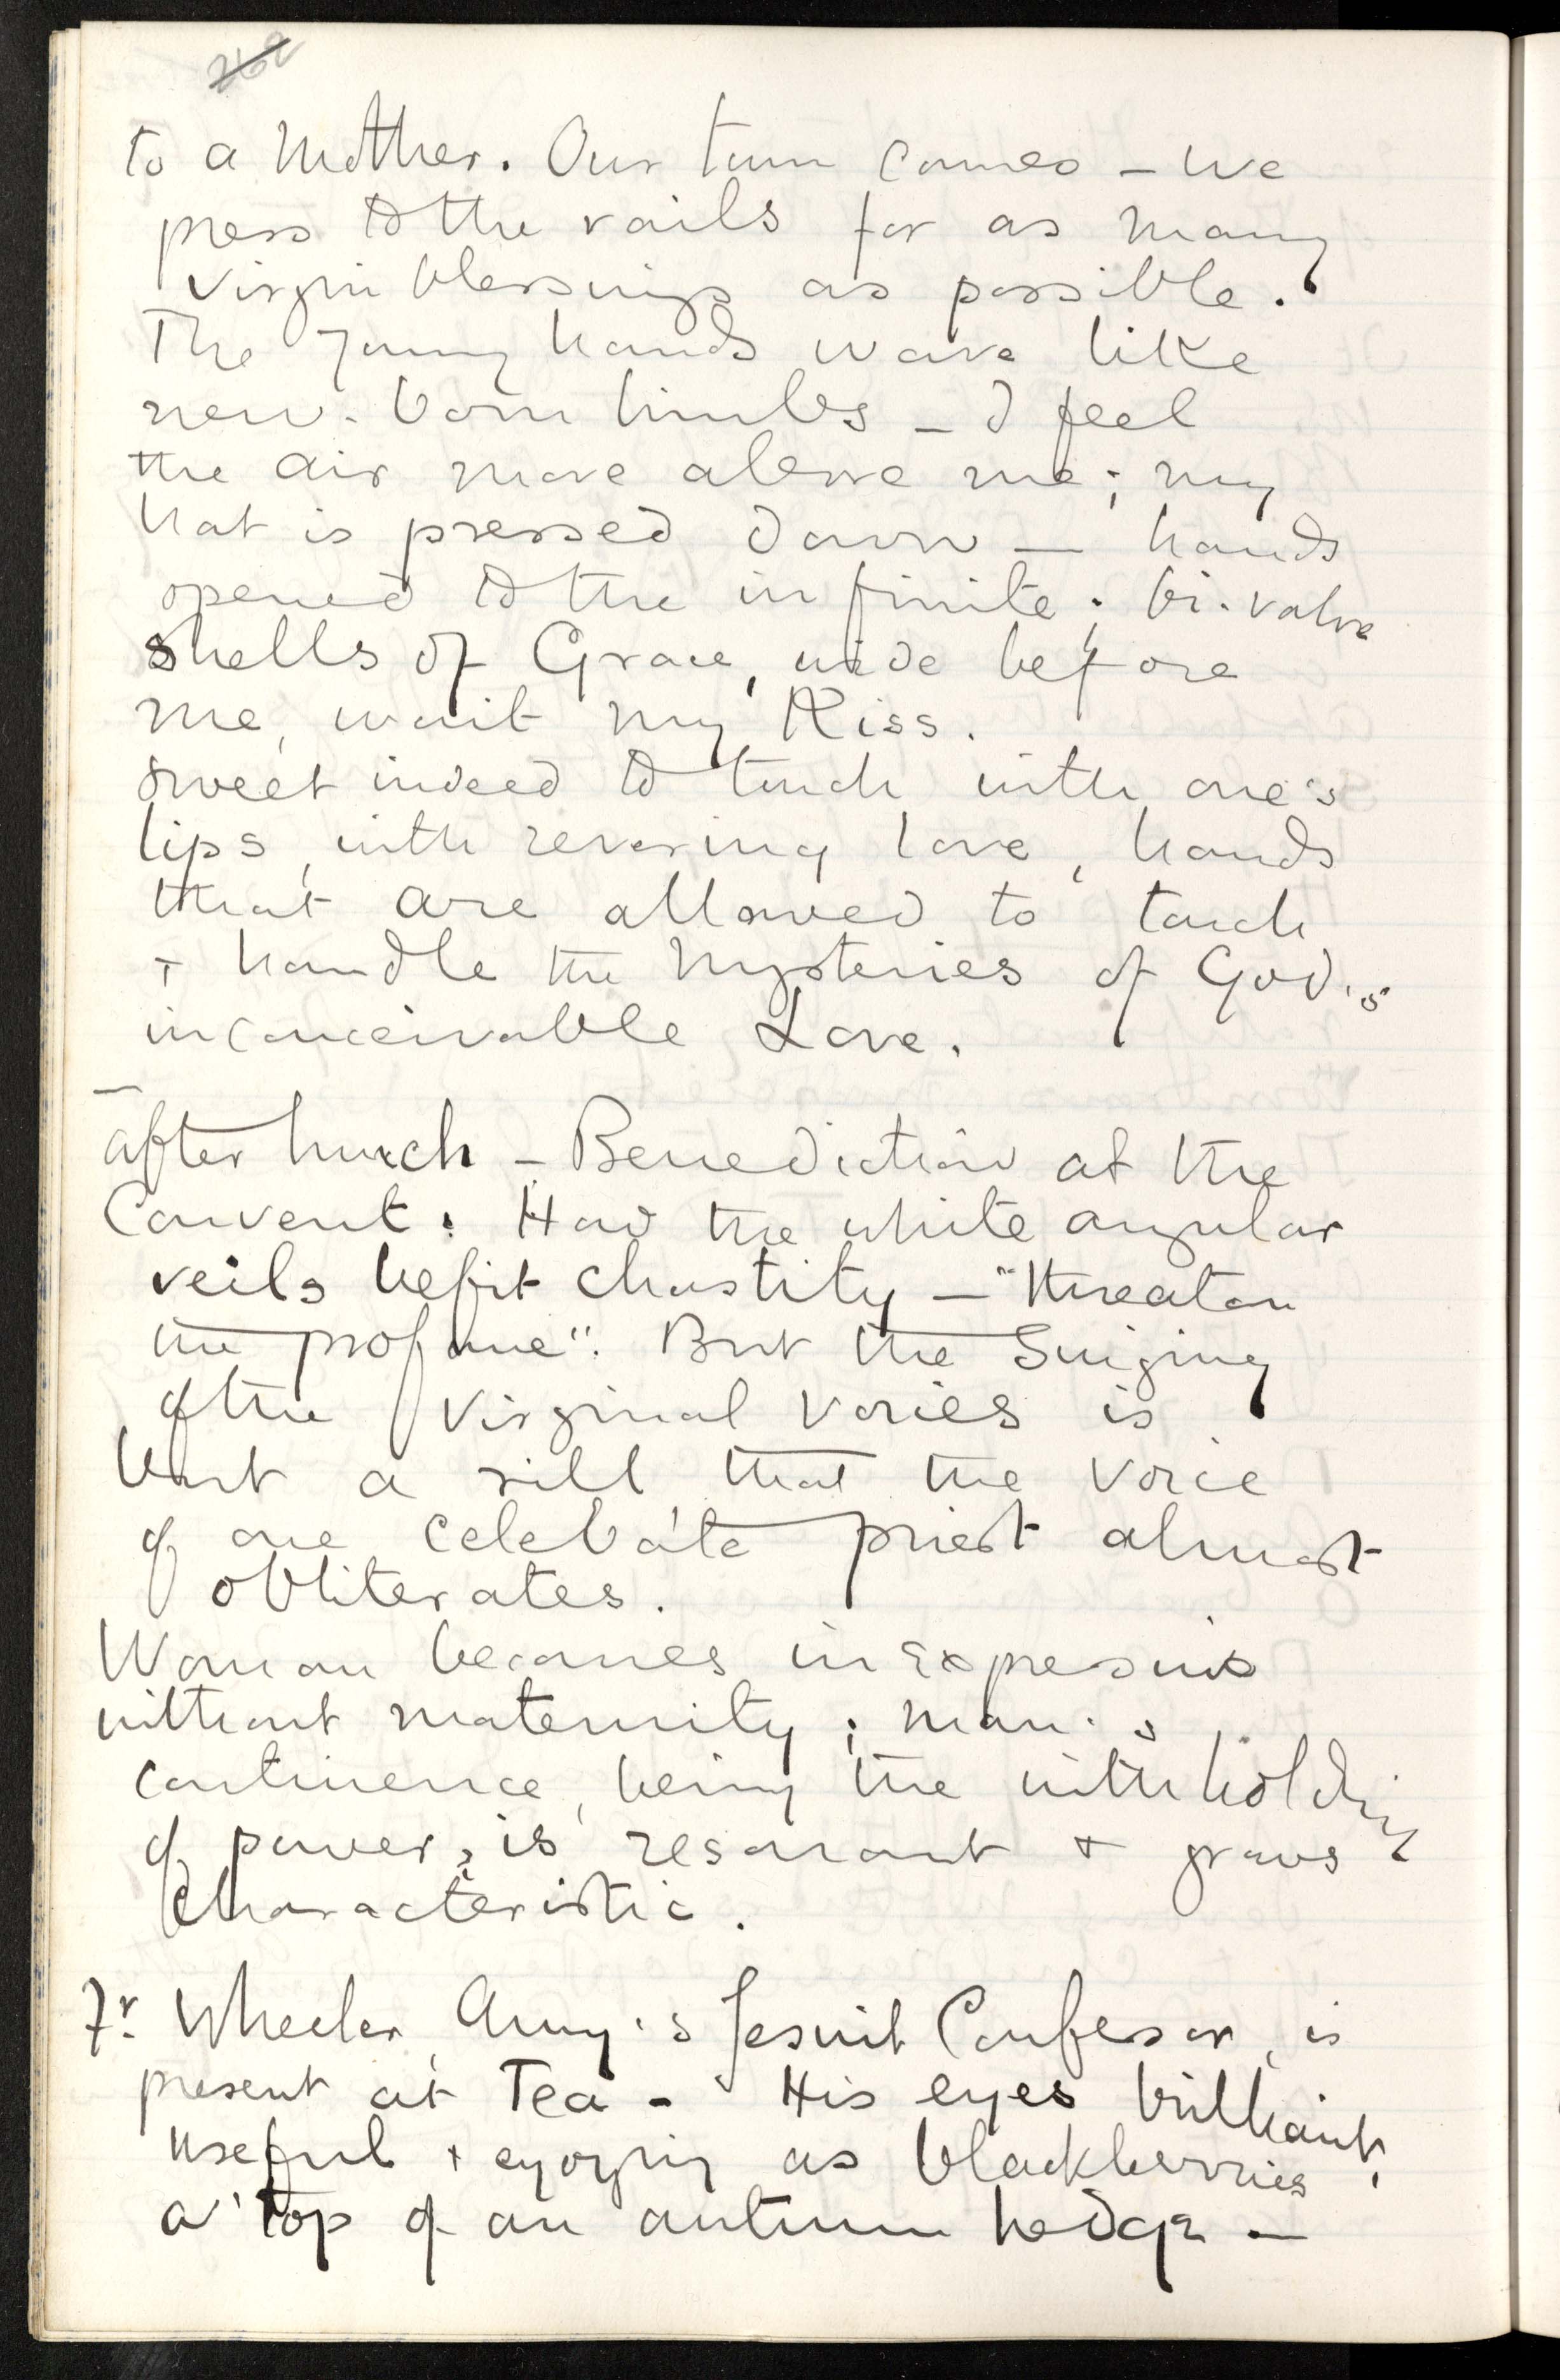 262
to a Mother. Our turn comes – we
press to the rails for as many
Virgin blessings as possible.
The young hands wave like
new-born limbs – I feel
the air move above me; my
hat is pressed down — hands
opened to the infinite; bi-valve
shells of Grace, wide before
me, wait my Kiss.
Sweet indeed to touch with one's
lips, with revering love, hands
that are allowed to touch
+ handle the mysteries of God's
inconceivable Love.
After lunch – Benediction at the
Convent. How the white angular
veils befit chastity – "threaten
the profane". But the Singing
of the Virginal voices is
but a rill that the voice
of one celebate priest almost
obliterates.
Woman becomes inexpressive
without maternity; man's
continence, being the withholding
of power, is resonant & grows
characteristic.
Fr. Wheeler, Amy's Jesuit Confessor, is
present at Tea – His eyes brilliant,
useful + enjoying as blackberries
a'top of an autumn hedge –